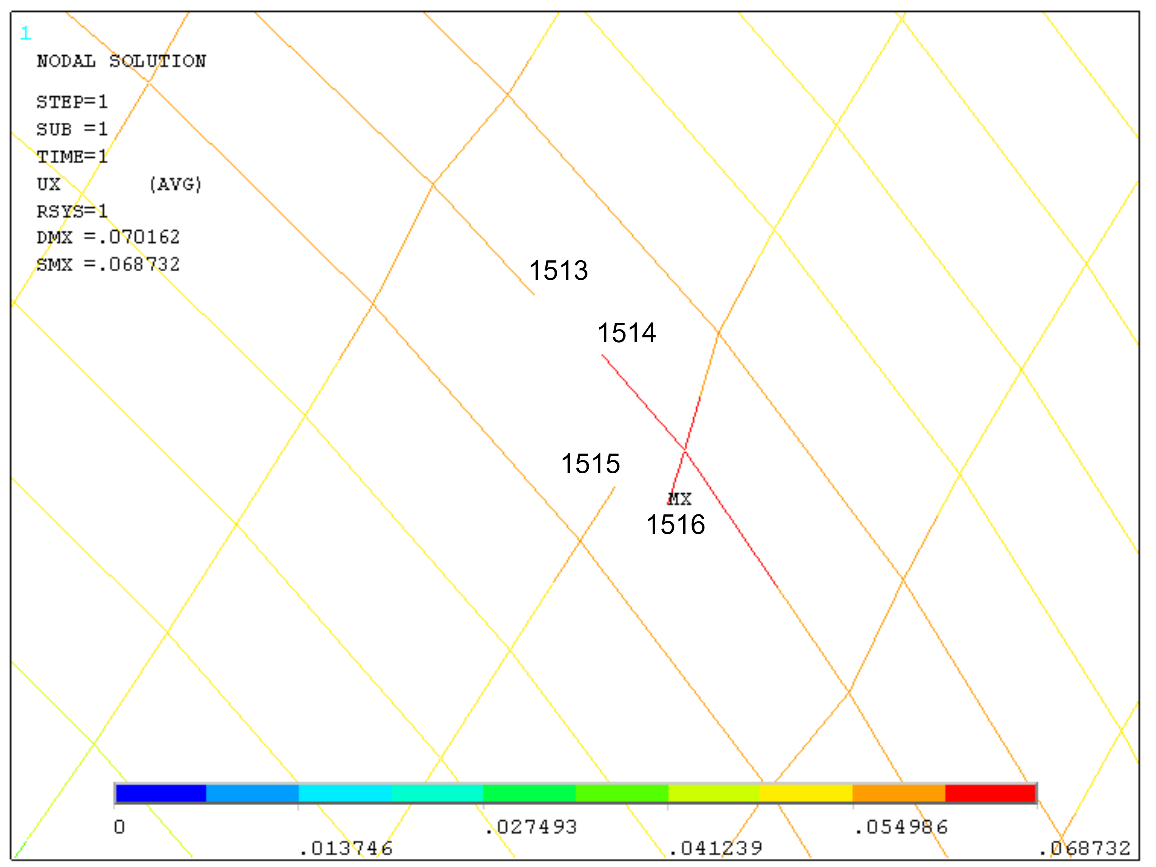 1
NODAL SOLUTION
STEP=1
SUB =1
TIME=1
UX (AVG)
RSYS=1
DMX =.070162
SMX =.068732
1513
1514
1515
MX
1516
0 .027493 .054986
.013746 .041239 .068732